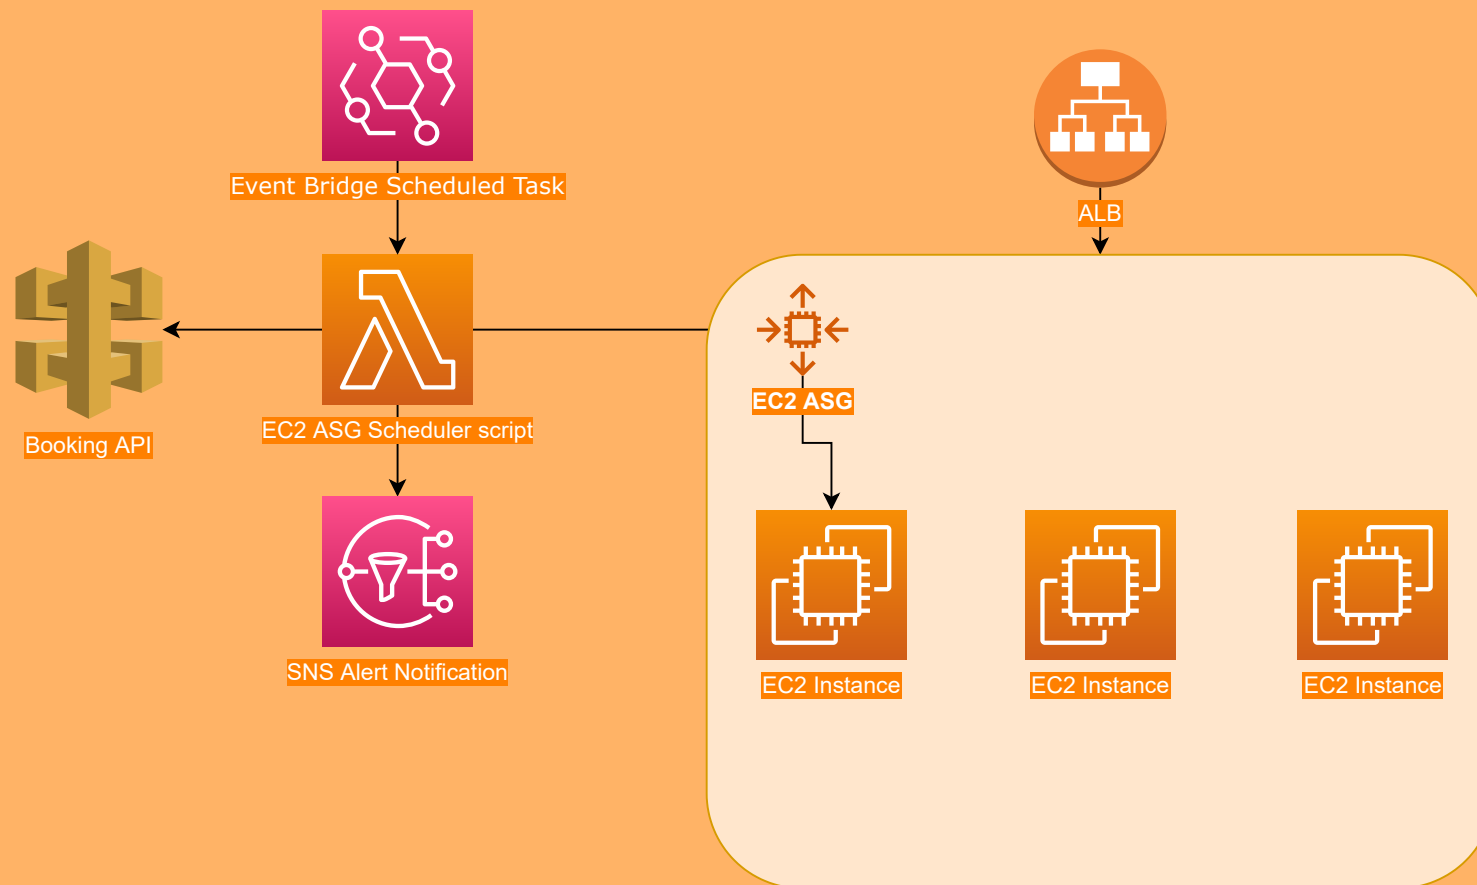 Event Bridge Scheduled Task
ALB
EC2 ASG
Booking API
EC2 ASG Scheduler script
SNS Alert Notification
EC2 Instance
EC2 Instance
EC2 Instance